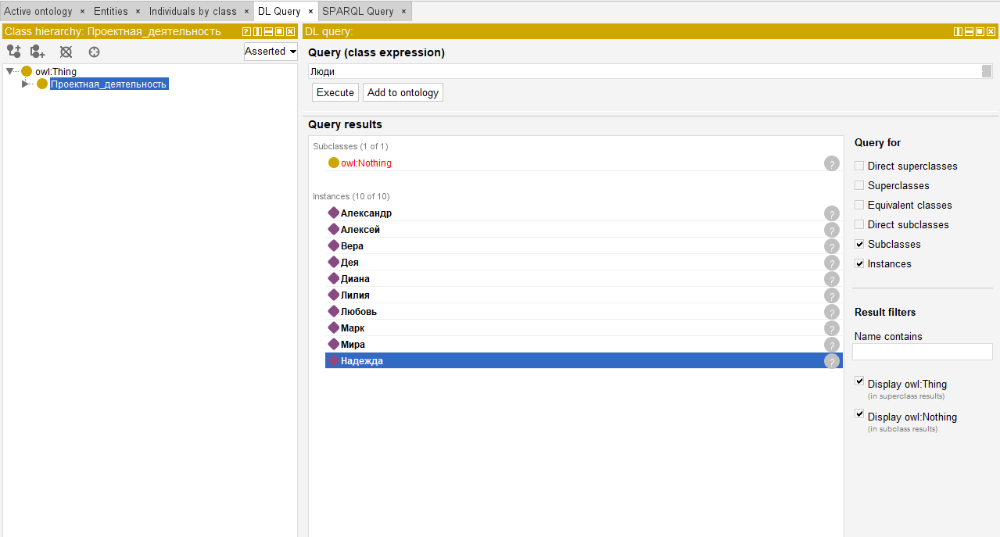 Active ontology × Entities × Individuals by class × DL Query × SPARQL Query ×
Class hierarchy: Проектная_деятельность
Asserted
owl:Thing
Проектная_деятельность
DL query:
Query (class expression)
Люди
Execute Add to ontology
Query results
Subclasses (1 of 1)
owl:Nothing ?
Instances (10 of 10)
Александр ?
Алексей ?
Вера ?
Дея ?
Диана ?
Лилия ?
Любовь ?
Марк ?
Мира ?
Надежда ?
Query for
Direct superclasses
Superclasses
Equivalent classes
Direct subclasses
Subclasses
Instances
Result filters
Name contains
Display owl:Thing
(in superclass results)
Display owl:Nothing
(in subclass results)